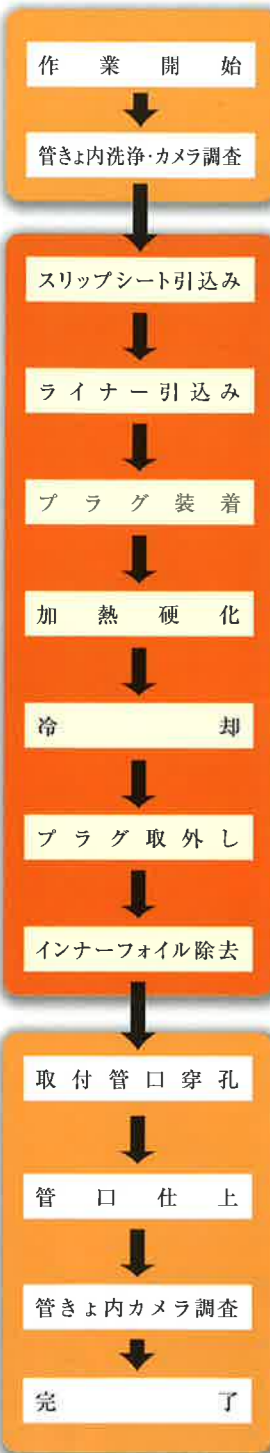 作業開始
管きょ内洗浄・カメラ調査
スリップシート引込み
ライナー引込み
プラグ装着
加熱硬化
冷却
プラグ取外し
インナーフォイル除去
取付管口穿孔
管口仕上
管きょ内カメラ調査
完了